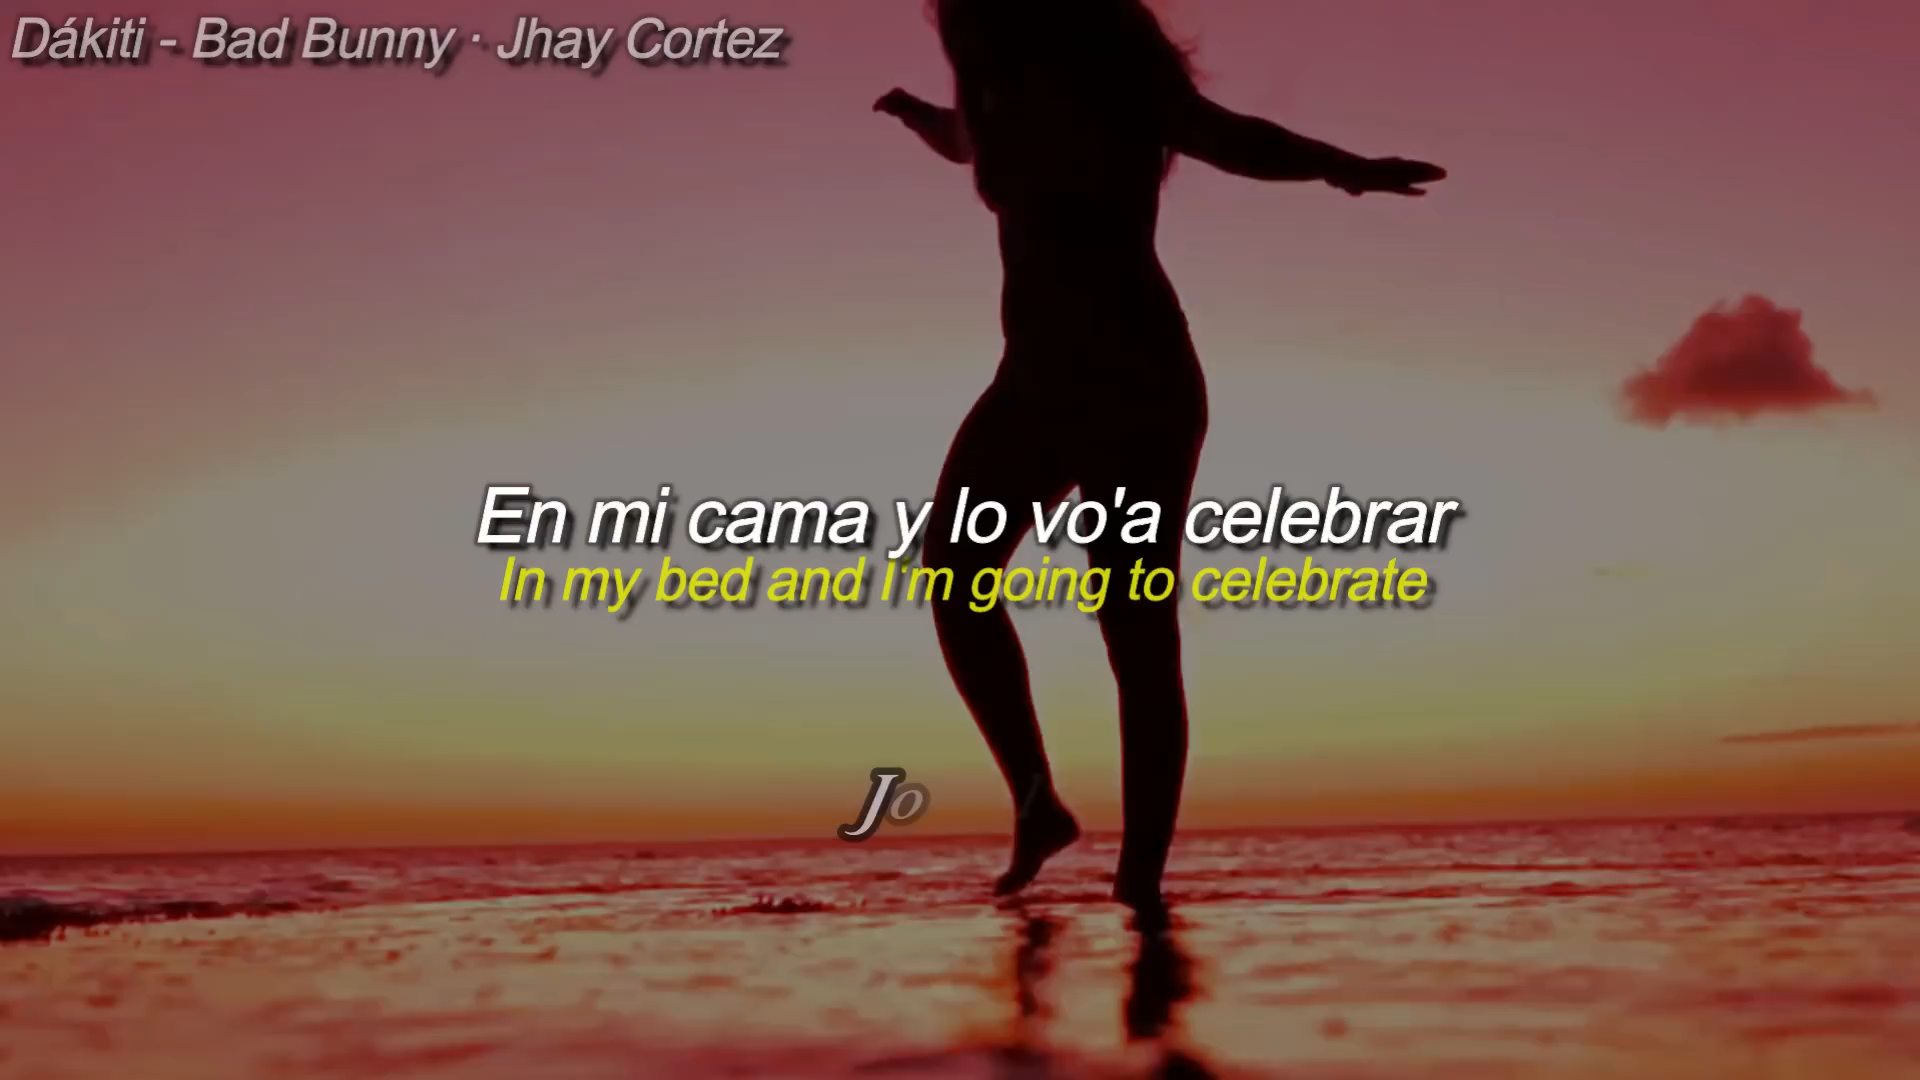 Dákiti - Bad Bunny · Jhay Cortez
En mi cama y lo vo'a celebrar
In my bed and I'm going to celebrate
Jo